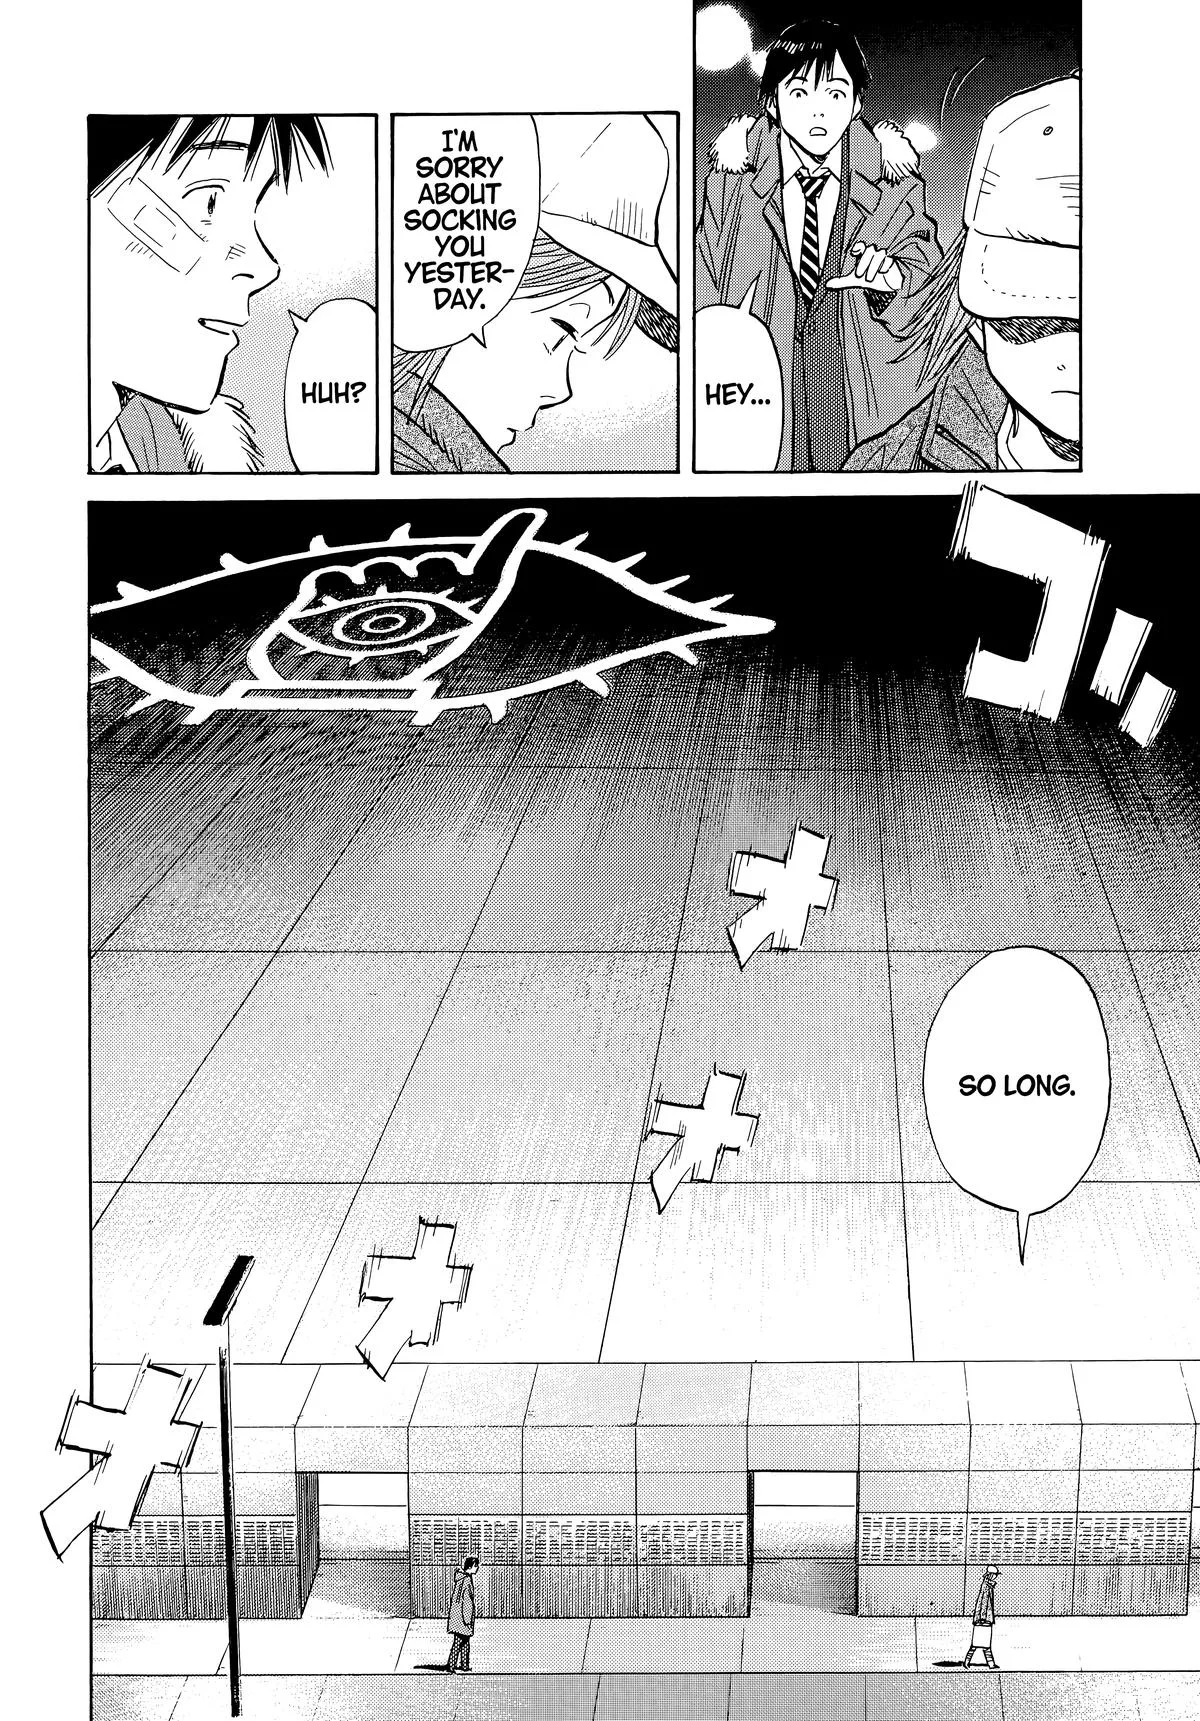 HEY...
I'M
SORRY
ABOUT
SOCKING
YOU
YESTER-
DAY.
HUH?
ゴオオオオ
SO LONG.